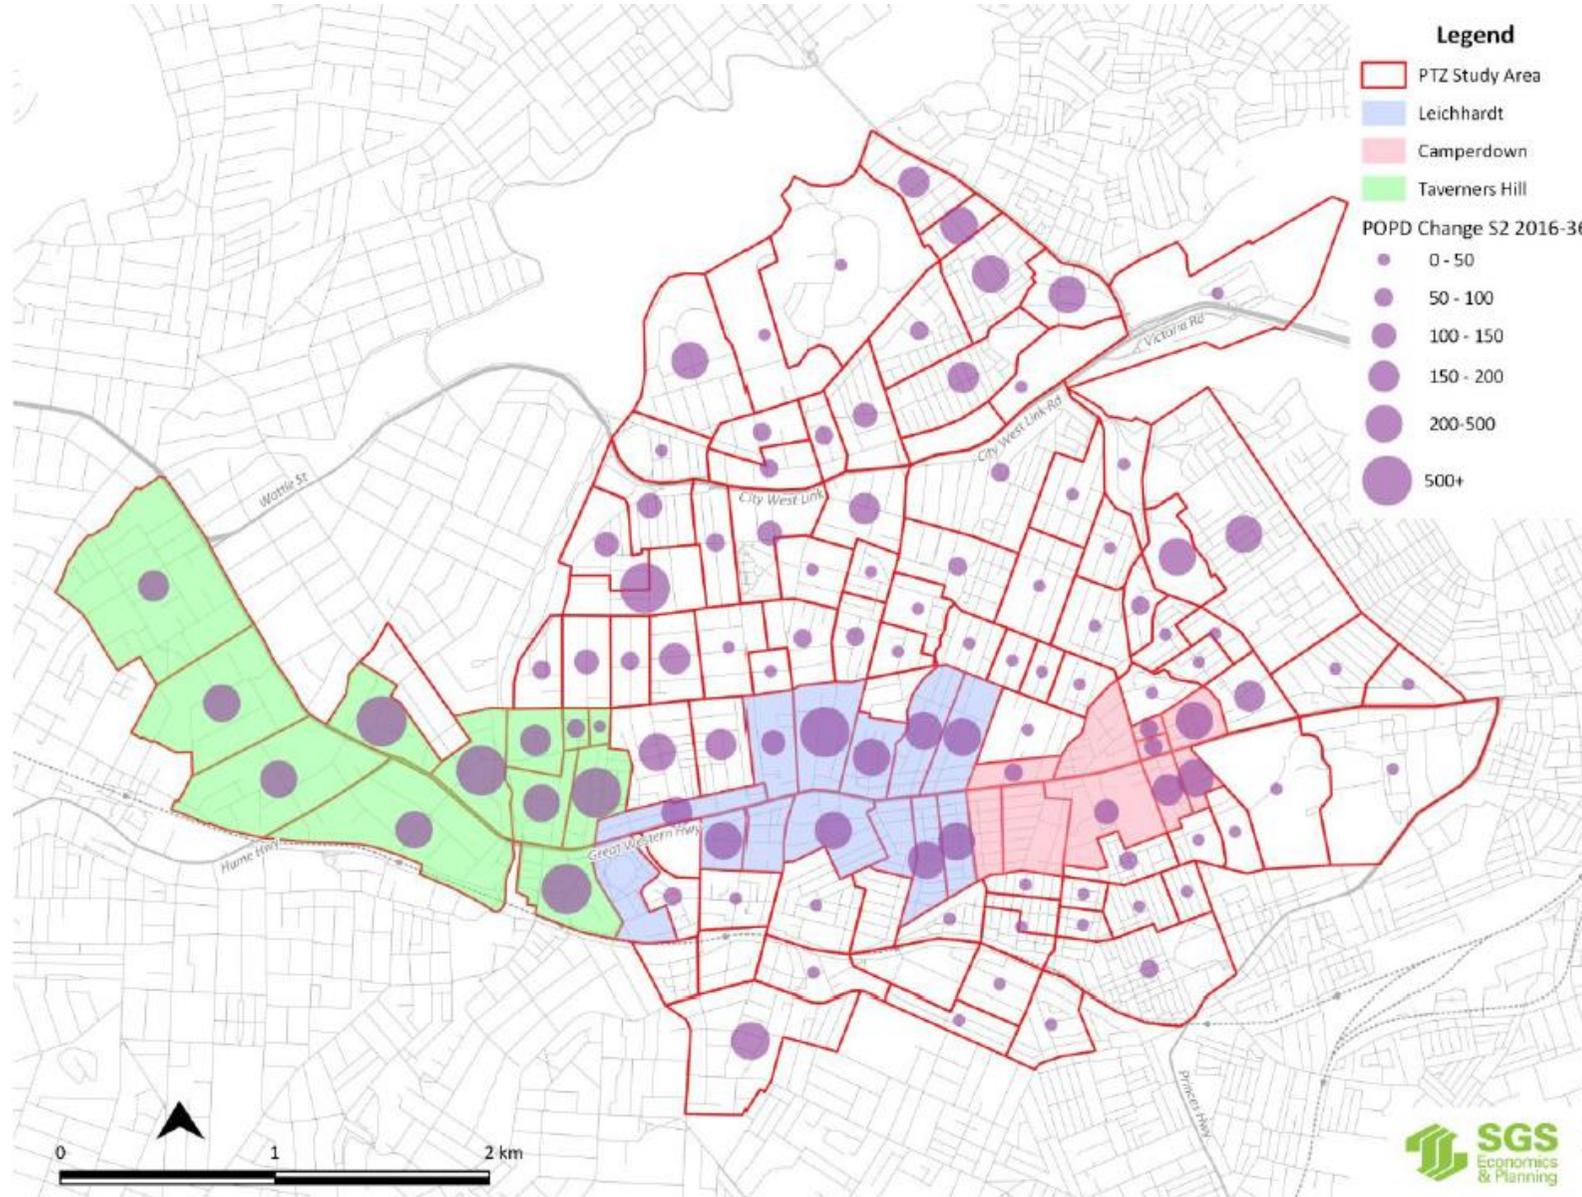 Legend
PTZ Study Area
Leichhardt
Camperdown
Taverners Hill
POPD Change S2 2016-36
0 - 50
50 - 100
100 - 150
150 - 200
200-500
500+
Victoria Rd
City West Link Rd
City West Link
Wattle St
Great Western Hwy
Hume Hwy
Princes Hwy
0 1 2 km
SGS
Economics
& Planning